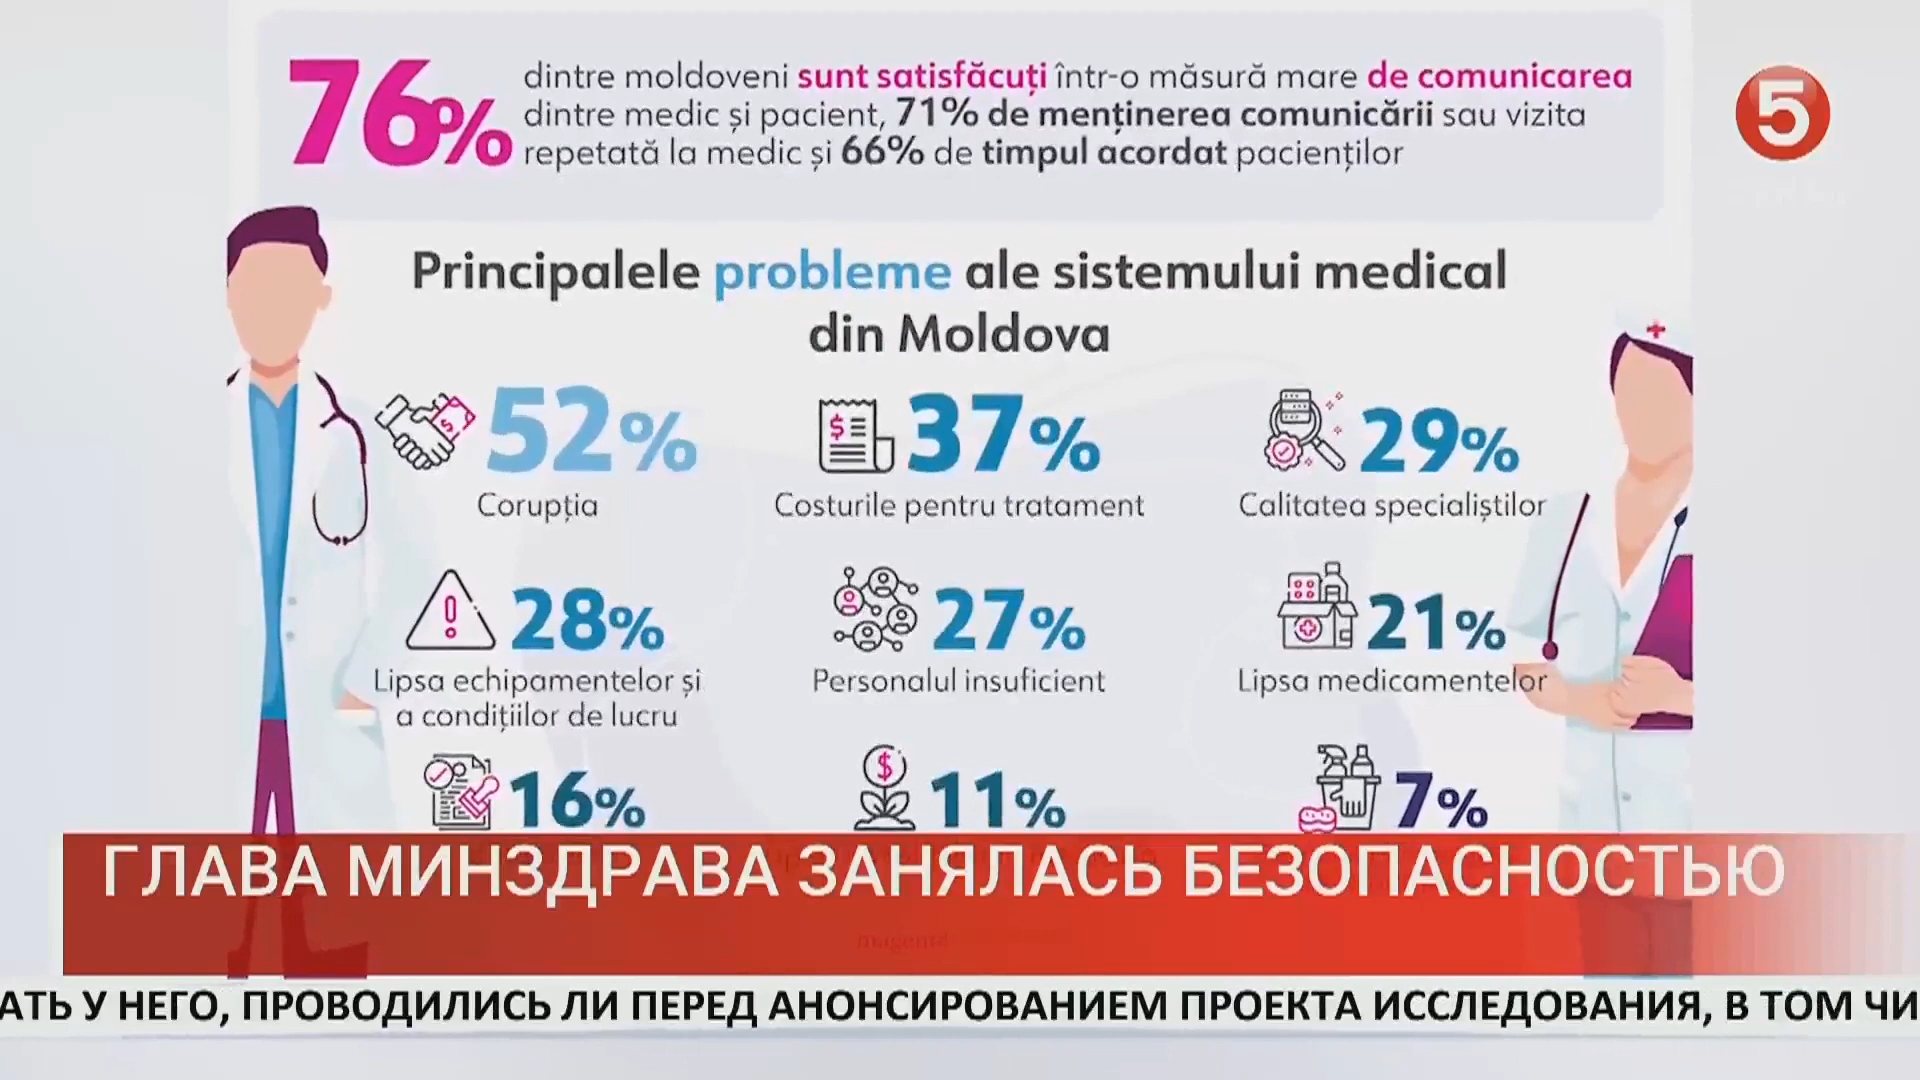 76%
dintre moldoveni sunt satisfăcuți într-o măsură mare de comunicarea
dintre medic și pacient, 71% de menținerea comunicării sau vizita
repetată la medic și 66% de timpul acordat pacienților
5
Principalele probleme ale sistemului medical
din Moldova
52%
Corupția
37%
Costurile pentru tratament
29%
Calitatea specialiștilor
28%
Lipsa echipamentelor și
a condițiilor de lucru
27%
Personalul insuficient
21%
Lipsa medicamentelor
16%
11%
7%
ГЛАВА МИНЗДРАВА ЗАНЯЛАСЬ БЕЗОПАСНОСТЬЮ
magenta
АТЬ У НЕГО, ПРОВОДИЛИСЬ ЛИ ПЕРЕД АНОНСИРОВАНИЕМ ПРОЕКТА ИССЛЕДОВАНИЯ, В ТОМ ЧИ